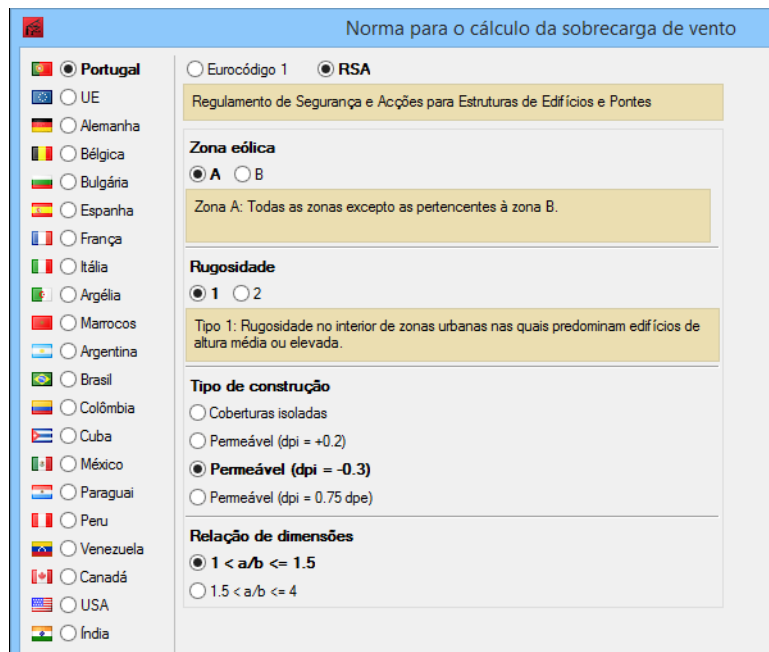 Norma para o cálculo da sobrecarga de vento
Portugal
UE
Alemanha
Bélgica
Bulgária
Espanha
França
Itália
Argélia
Marrocos
Argentina
Brasil
Colômbia
Cuba
México
Paraguai
Peru
Venezuela
Canadá
USA
Índia
Eurocódigo 1 RSA
Regulamento de Segurança e Acções para Estruturas de Edifícios e Pontes
Zona eólica
A B
Zona A: Todas as zonas excepto as pertencentes à zona B.
Rugosidade
1 2
Tipo 1: Rugosidade no interior de zonas urbanas nas quais predominam edifícios de
altura média ou elevada.
Tipo de construção
Coberturas isoladas
Permeável (dpi = +0.2)
Permeável (dpi = -0.3)
Permeável (dpi = 0.75 dpe)
Relação de dimensões
1 < a/b <= 1.5
1.5 < a/b <= 4